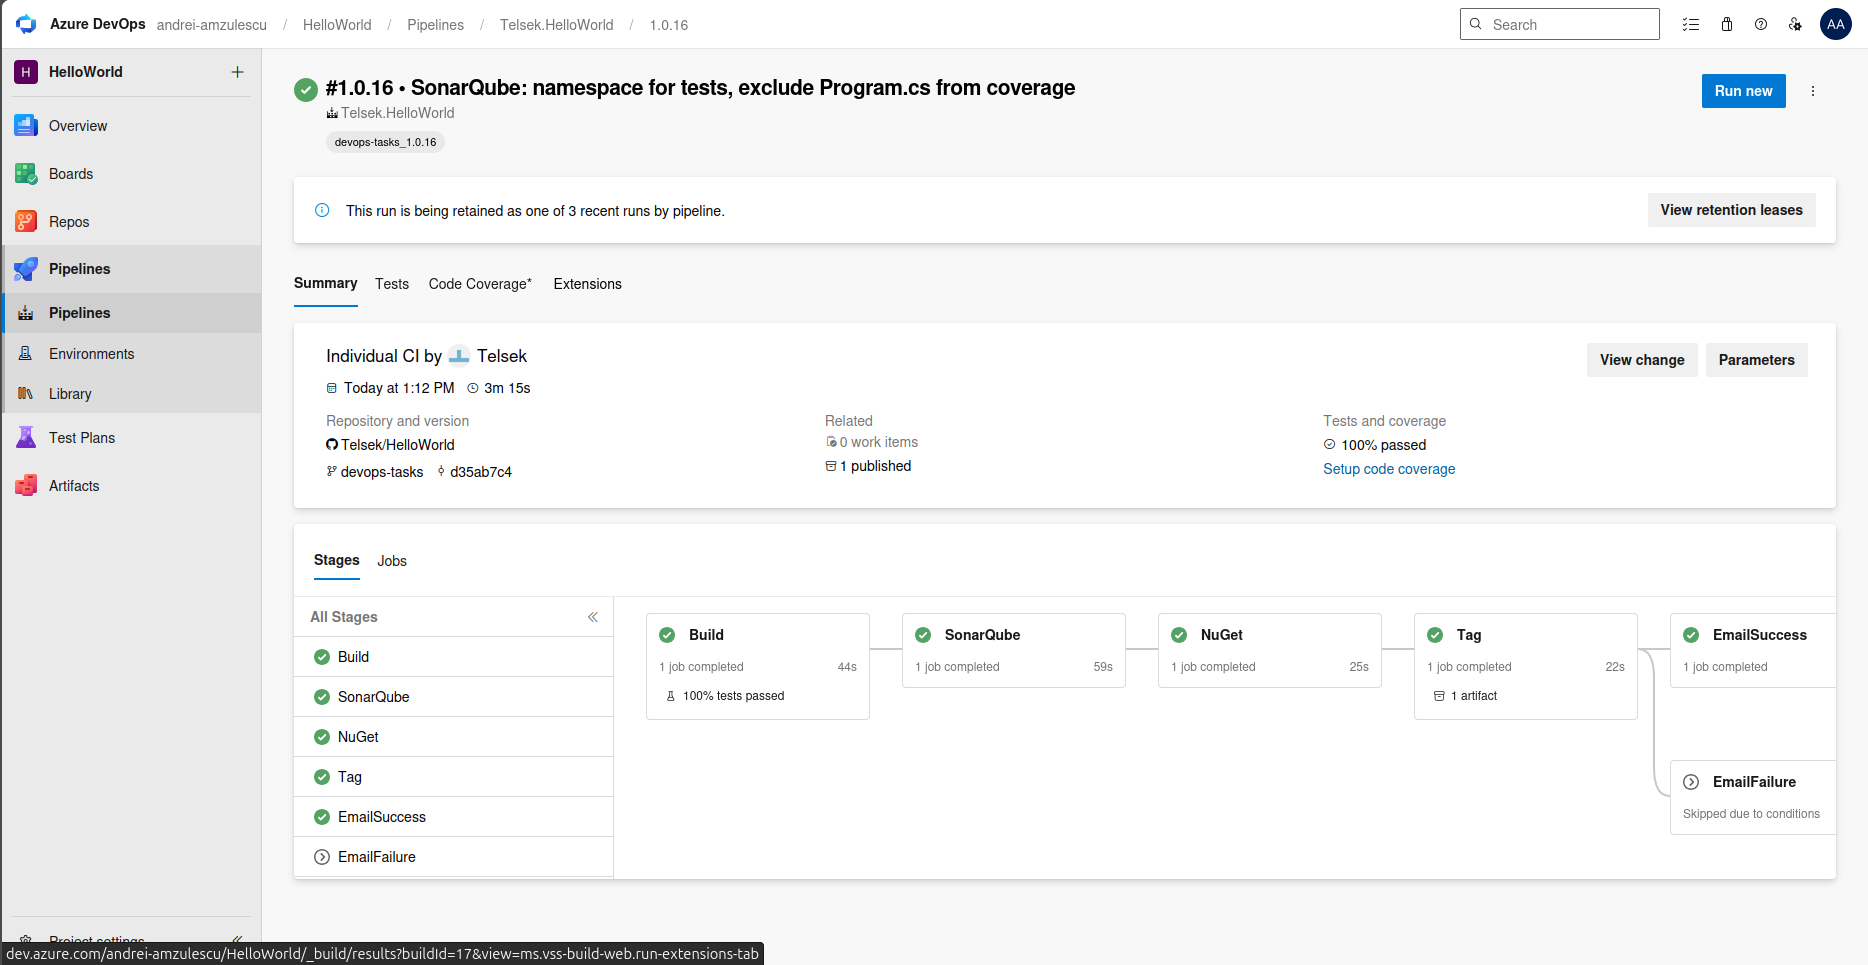 Azure DevOps andrei-amzulescu / HelloWorld / Pipelines / Telsek.HelloWorld / 1.0.16
Search
AA
H HelloWorld +
Overview
Boards
Repos
Pipelines
Pipelines
Environments
Library
Test Plans
Artifacts
Project settings
#1.0.16 • SonarQube: namespace for tests, exclude Program.cs from coverage
Run new
Telsek.HelloWorld
devops-tasks_1.0.16
This run is being retained as one of 3 recent runs by pipeline.
View retention leases
Summary Tests Code Coverage* Extensions
Individual CI by Telsek
View change Parameters
Today at 1:12 PM 3m 15s
Repository and version
Telsek/HelloWorld
devops-tasks d35ab7c4
Related
0 work items
1 published
Tests and coverage
100% passed
Setup code coverage
Stages Jobs
All Stages
Build
SonarQube
NuGet
Tag
EmailSuccess
EmailFailure
Build
1 job completed 44s
100% tests passed
SonarQube
1 job completed 59s
NuGet
1 job completed 25s
Tag
1 job completed 22s
1 artifact
EmailSuccess
1 job completed
EmailFailure
Skipped due to conditions
dev.azure.com/andrei-amzulescu/HelloWorld/_build/results?buildId=17&view=ms.vss-build-web.run-extensions-tab